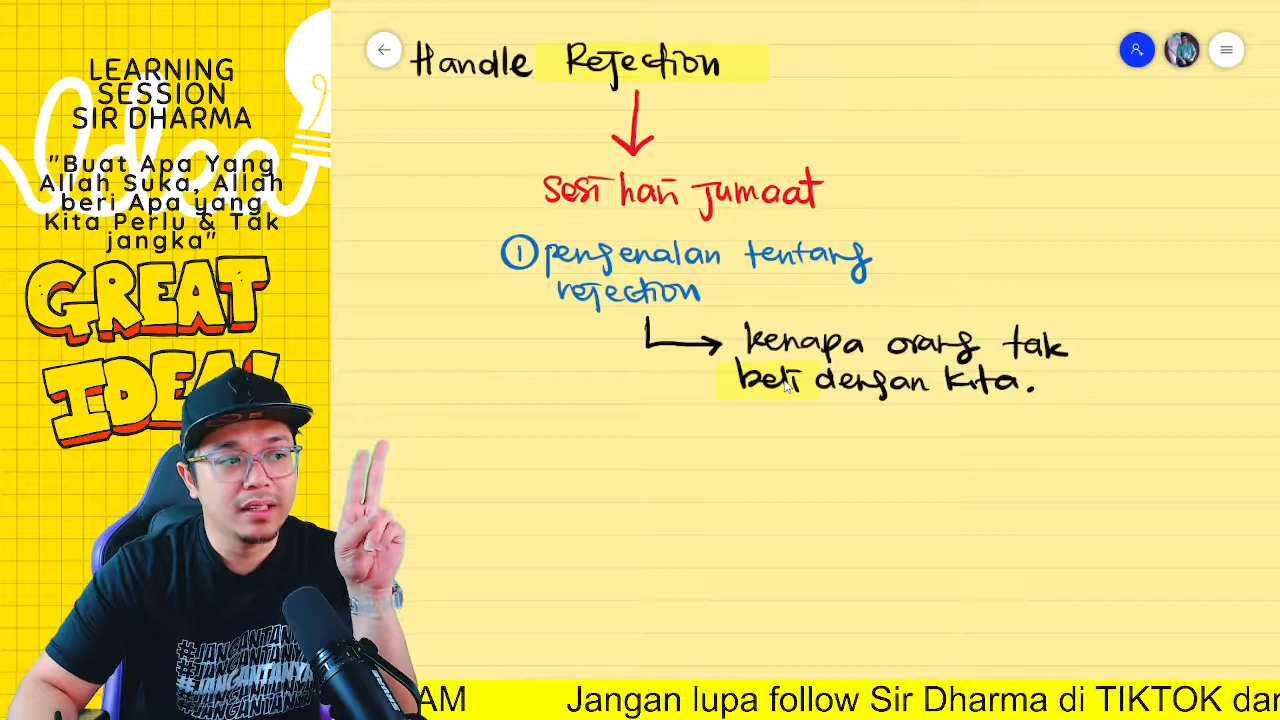 LEARNING
SESSION
SIR DHARMA
"Buat Apa Yang
Allah Suka, Allah
beri Apa yang
Kita Perlu & Tak
jangka"
GREAT
IDEA
Handle Rejection
sesi hari jumaat
① pengenalan tentang
rejection
kenapa orang tak
beli dengan kita.
#JANGANTANYA
AM Jangan lupa follow Sir Dharma di TIKTOK dan